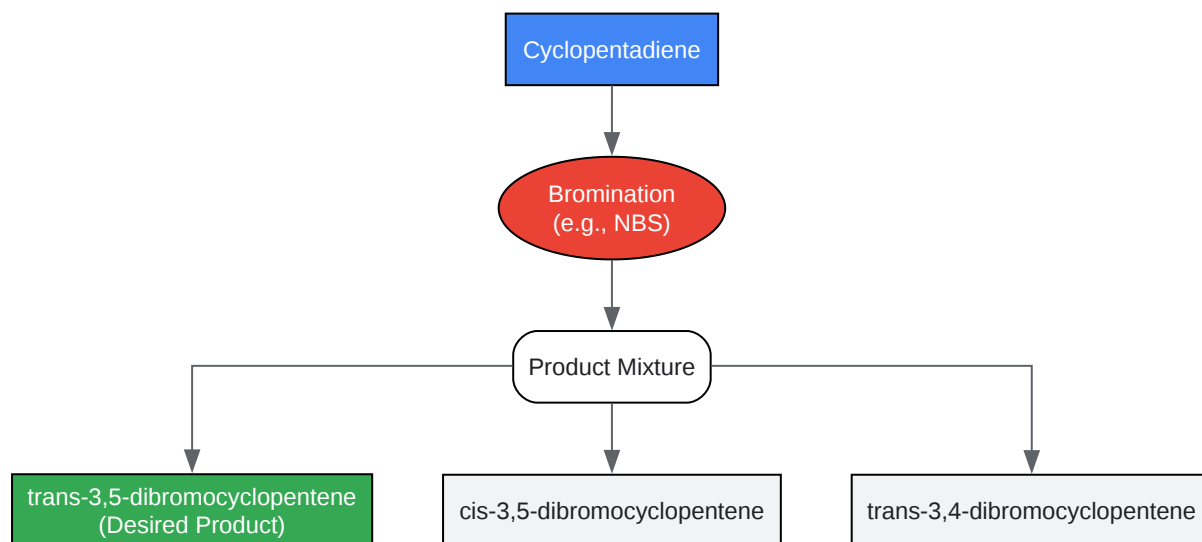 Cyclopentadiene
Bromination
(e.g., NBS)
Product Mixture
trans-3,5-dibromocyclopentene
(Desired Product)
cis-3,5-dibromocyclopentene
trans-3,4-dibromocyclopentene